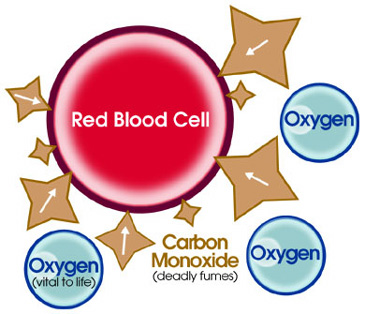 Red Blood Cell
Oxygen
Carbon
Monoxide
(deadly fumes)
Oxygen
Oxygen
(vital to life)